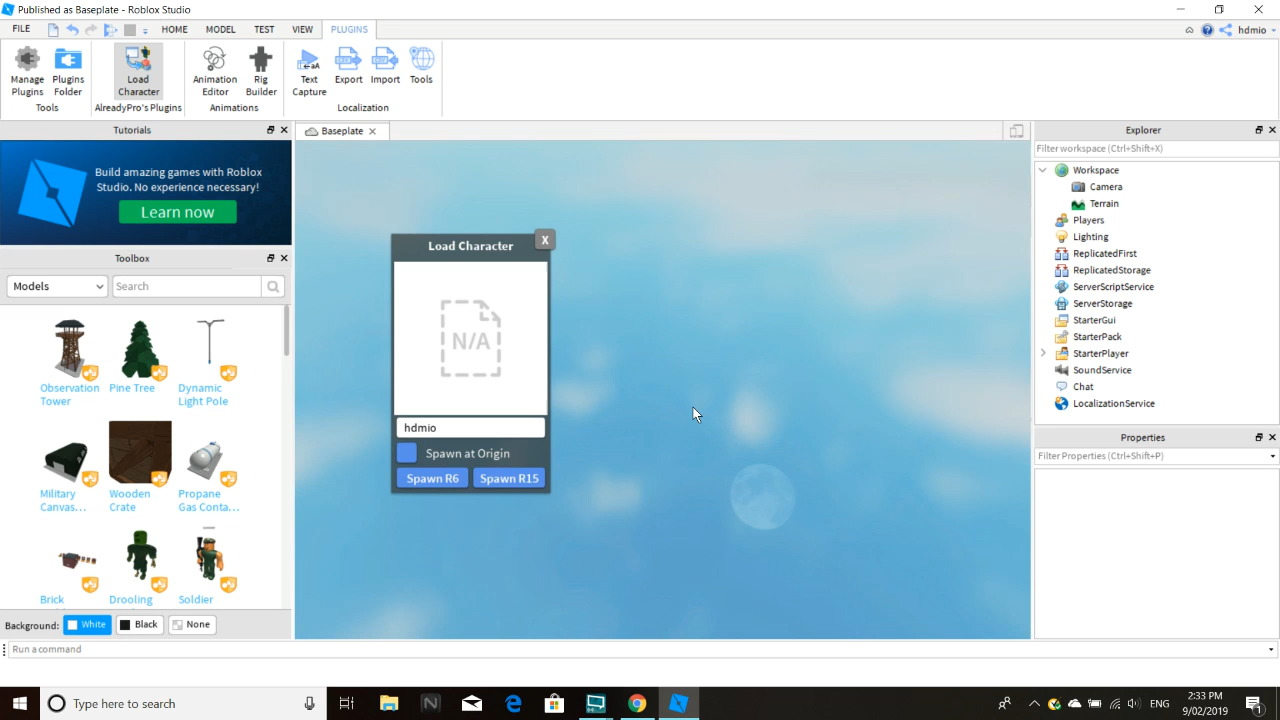 Published as Baseplate - Roblox Studio
FILE HOME MODEL TEST VIEW PLUGINS
hdmio
Manage Plugins
Plugins Folder
Tools
Load Character
AlreadyPro's Plugins
Animation Editor
Rig Builder
Animations
Text Capture
Export
Import
Tools
Localization
Tutorials
Build amazing games with Roblox
Studio. No experience necessary!
Learn now
Toolbox
Models
Search
Observation Tower
Pine Tree
Dynamic Light Pole
Military Canvas...
Wooden Crate
Propane Gas Conta...
Brick
Drooling
Soldier
Background: White Black None
Run a command
Baseplate
Load Character
X
N/A
hdmio
Spawn at Origin
Spawn R6 Spawn R15
Explorer
Filter workspace (Ctrl+Shift+X)
Workspace
Camera
Terrain
Players
Lighting
ReplicatedFirst
ReplicatedStorage
ServerScriptService
ServerStorage
StarterGui
StarterPack
StarterPlayer
SoundService
Chat
LocalizationService
Properties
Filter Properties (Ctrl+Shift+P)
Type here to search
ENG
2:33 PM
9/02/2019